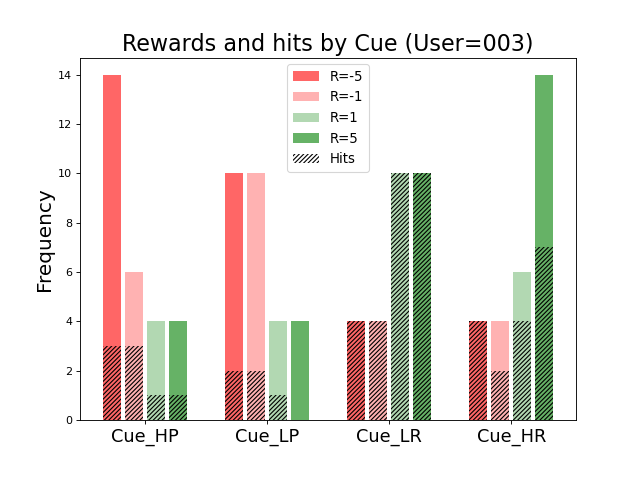 Rewards and hits by Cue (User=003)
R=-5
R=-1
R=1
R=5
Hits
Frequency
14
12
10
8
6
4
2
0
Cue_HP Cue_LP Cue_LR Cue_HR